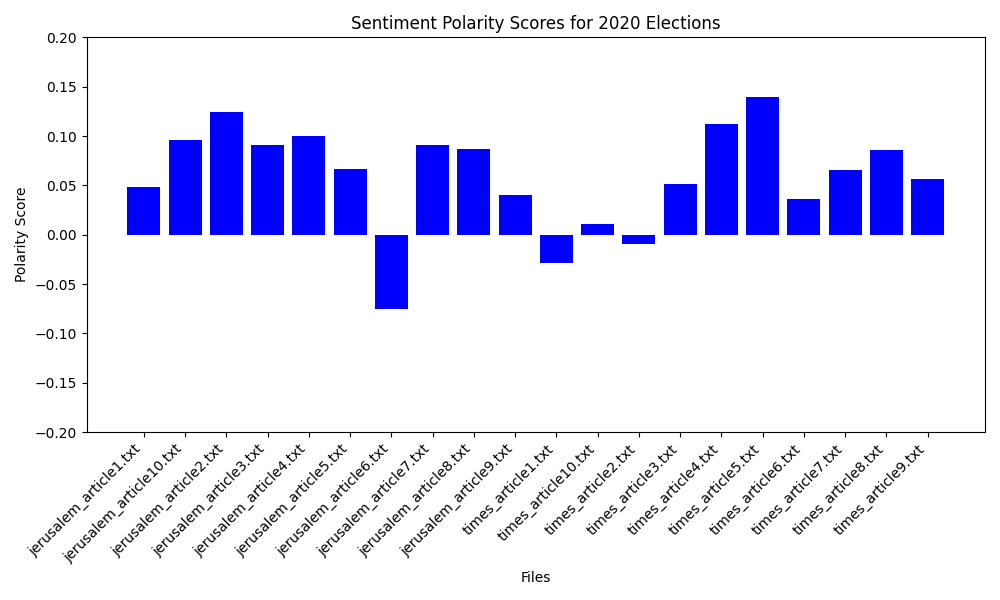 Sentiment Polarity Scores for 2020 Elections
0.20
0.15
0.10
0.05
0.00
−0.05
−0.10
−0.15
−0.20
Polarity Score
jerusalem_article1.txt
jerusalem_article10.txt
jerusalem_article2.txt
jerusalem_article3.txt
jerusalem_article4.txt
jerusalem_article5.txt
jerusalem_article6.txt
jerusalem_article7.txt
jerusalem_article8.txt
jerusalem_article9.txt
times_article1.txt
times_article10.txt
times_article2.txt
times_article3.txt
times_article4.txt
times_article5.txt
times_article6.txt
times_article7.txt
times_article8.txt
times_article9.txt
Files